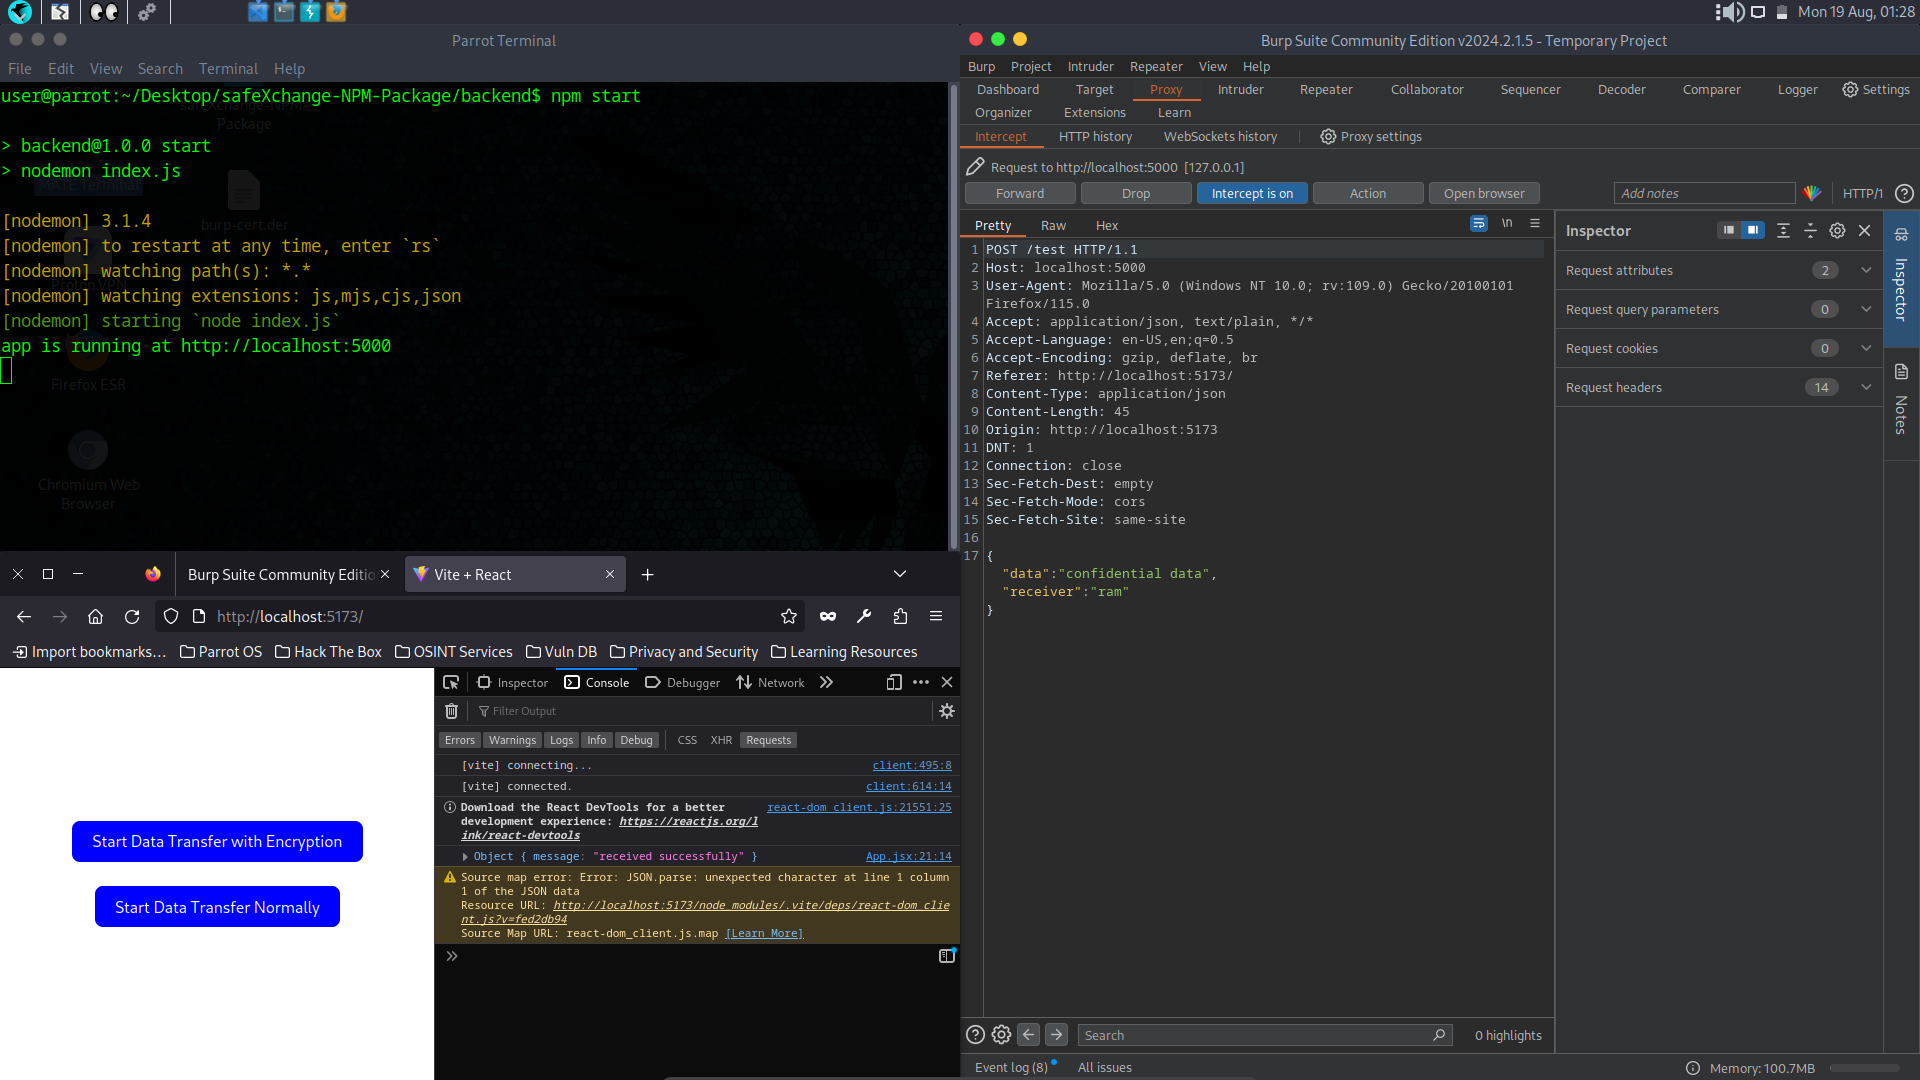 Mon 19 Aug, 01:28
Parrot Terminal
File Edit View Search Terminal Help
user@parrot:~/Desktop/safeXchange-NPM-Package/backend$ npm start
Package
> backend@1.0.0 start
> nodemon index.js
MATE Terminal
burp-cert.der
[nodemon] 3.1.4
[nodemon] to restart at any time, enter `rs`
[nodemon] watching path(s): *.*
Proton VPN
[nodemon] watching extensions: js,mjs,cjs,json
[nodemon] starting `node index.js`
app is running at http://localhost:5000
Firefox ESR
Chromium Web
Browser
Burp Suite Community Editio
Vite + React
http://localhost:5173/
Import bookmarks... Parrot OS Hack The Box OSINT Services Vuln DB Privacy and Security Learning Resources
Start Data Transfer with Encryption
Start Data Transfer Normally
Inspector Console Debugger Network
Filter Output
Errors Warnings Logs Info Debug CSS XHR Requests
[vite] connecting... client:495:8
[vite] connected. client:614:14
Download the React DevTools for a better react-dom_client.js:21551:25
development experience: https://reactjs.org/l
ink/react-devtools
Object { message: "received successfully" } App.jsx:21:14
Source map error: Error: JSON.parse: unexpected character at line 1 column
1 of the JSON data
Resource URL: http://localhost:5173/node_modules/.vite/deps/react-dom_clie
nt.js?v=fed2db94
Source Map URL: react-dom_client.js.map [Learn More]
Burp Suite Community Edition v2024.2.1.5 - Temporary Project
Burp Project Intruder Repeater View Help
Dashboard Target Proxy Intruder Repeater Collaborator Sequencer Decoder Comparer Logger Settings
Organizer Extensions Learn
Intercept HTTP history WebSockets history Proxy settings
Request to http://localhost:5000 [127.0.0.1]
Forward Drop Intercept is on Action Open browser Add notes HTTP/1
Pretty Raw Hex \n
1 POST /test HTTP/1.1
2 Host: localhost:5000
3 User-Agent: Mozilla/5.0 (Windows NT 10.0; rv:109.0) Gecko/20100101
Firefox/115.0
4 Accept: application/json, text/plain, */*
5 Accept-Language: en-US,en;q=0.5
6 Accept-Encoding: gzip, deflate, br
7 Referer: http://localhost:5173/
8 Content-Type: application/json
9 Content-Length: 45
10 Origin: http://localhost:5173
11 DNT: 1
12 Connection: close
13 Sec-Fetch-Dest: empty
14 Sec-Fetch-Mode: cors
15 Sec-Fetch-Site: same-site
16
17 {
"data":"confidential data",
"receiver":"ram"
}
Search 0 highlights
Inspector
Request attributes 2
Request query parameters 0
Request cookies 0
Request headers 14
Inspector
Notes
Event log (8) All issues Memory: 100.7MB